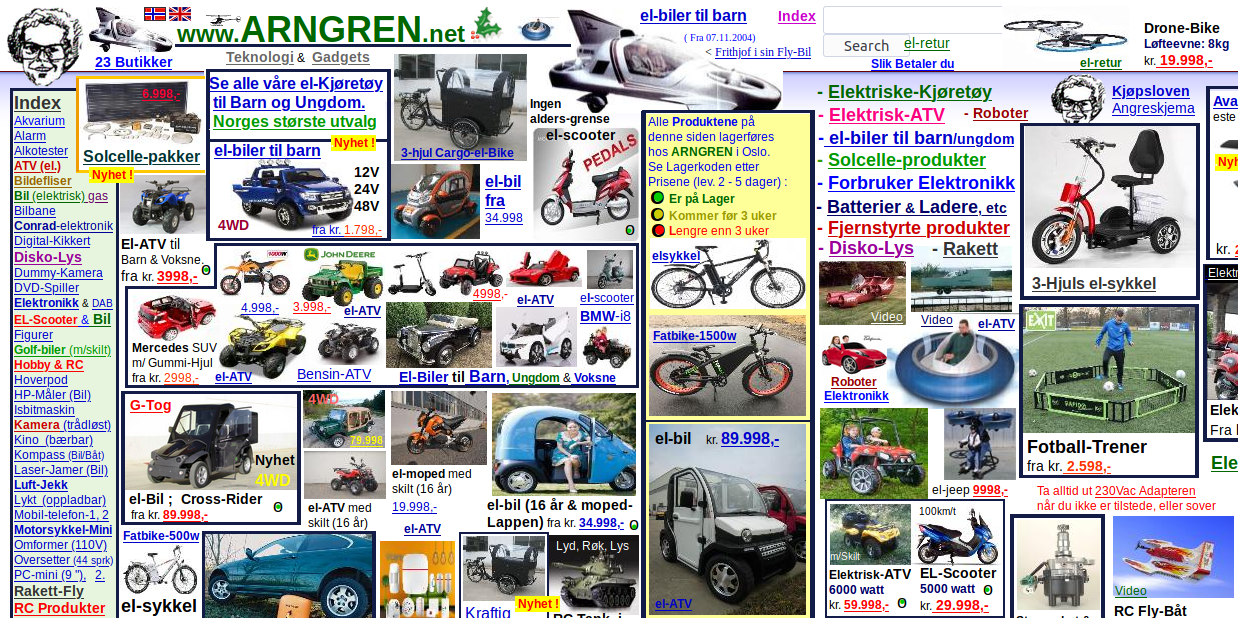 www.ARNGREN.net
23 Butikker
Teknologi & Gadgets
el-biler til barn
Index
( Fra 07.11.2004)
< Frithjof i sin Fly-Bil
Search
el-retur
Slik Betaler du
el-retur
Drone-Bike
Løfteevne: 8kg
kr. 19.998,-
Index
Akvarium
Alarm
Alkotester
ATV (el.)
Bildefliser
Bil (elektrisk) gass
Bilbane
Conrad-elektronik
Digital-Kikkert
Disko-Lys
Dummy-Kamera
DVD-Spiller
Elektronikk & DAB
EL-Scooter & Bil
Figurer
Golf-biler (m/skilt)
Hobby & RC
Hoverpod
HP-Måler (Bil)
Isbitmaskin
Kamera (trådløst)
Kino (bærbar)
Kompass (Bil/Båt)
Laser-Jamer (Bil)
Luft-Jekk
Lykt (oppladbar)
Mobil-telefon-1, 2
Motorsykkel-Mini
Omformer (110V)
Oversetter (44 sprk)
PC-mini (9 "), 2.
Rakett-Fly
RC Produkter
6.998,-
Solcelle-pakker
Nyhet !
El-ATV til
Barn & Voksne.
fra kr. 3998,-
Se alle våre el-Kjøretøy
til Barn og Ungdom.
Norges største utvalg
Nyhet !
el-biler til barn
12V
24V
48V
4WD
fra kr. 1.798,-
3-hjul Cargo-el-Bike
el-bil
fra
34.998
Ingen
alders-grense
el-scooter
PEDALS
1000W
4.998,-
JOHN DEERE
3.998,-
el-ATV
4998,-
el-ATV
el-scooter
BMW-i8
Mercedes SUV
m/ Gummi-Hjul
fra kr. 2998,-
el-ATV
Bensin-ATV
El-Biler til Barn, Ungdom & Voksne
G-Tog
Nyhet
4WD
el-Bil ; Cross-Rider
fra kr. 89.998,-
4WD
79.998
el-ATV med
skilt (16 år)
el-moped med
skilt (16 år)
19.998,-
el-bil (16 år & moped-
Lappen) fra kr. 34.998,-
Fatbike-500w
el-sykkel
el-ATV
Kraftig
Nyhet !
Lyd, Røk, Lys
Alle Produktene på
denne siden lagerføres
hos ARNGREN i Oslo.
Se Lagerkoden etter
Prisene (lev. 2 - 5 dager) :
Er på Lager
Kommer før 3 uker
Lengre enn 3 uker
elsykkel
Fatbike-1500w
el-bil kr. 89.998,-
el-ATV
- Elektriske-Kjøretøy
- Elektrisk-ATV - Roboter
- el-biler til barn/ungdom
- Solcelle-produkter
- Forbruker Elektronikk
- Batterier & Ladere, etc
- Fjernstyrte produkter
- Disko-Lys - Rakett
Video
Video
el-ATV
Roboter
Elektronikk
el-jeep 9998,-
m/Skilt
Elektrisk-ATV
6000 watt
kr. 59.998,-
100km/t
EL-Scooter
5000 watt
kr. 29.998,-
Kjøpsloven
Angreskjema
3-Hjuls el-sykkel
EXIT
Fotball-Trener
fra kr. 2.598,-
Ta alltid ut 230Vac Adapteren
når du ikke er tilstede, eller sover
Video
RC Fly-Båt
Ava
este
kr.
Elektr
Elek
Fra